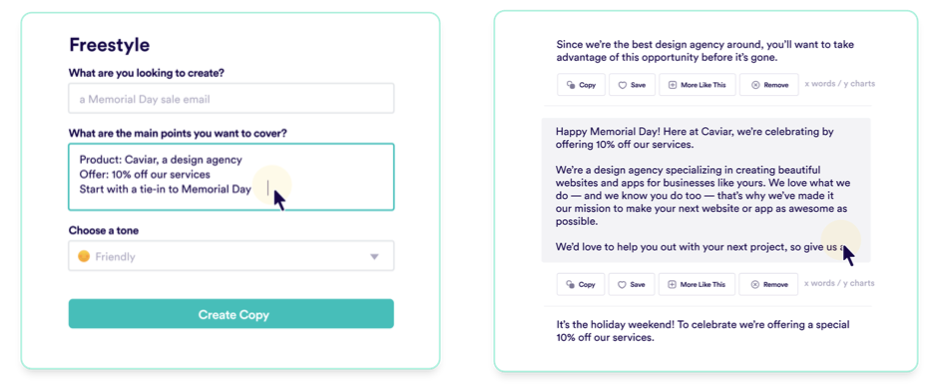 Freestyle
What are you looking to create?
a Memorial Day sale email
What are the main points you want to cover?
Product: Caviar, a design agency
Offer: 10% off our services
Start with a tie-in to Memorial Day
Choose a tone
Friendly
Create Copy
Since we're the best design agency around, you'll want to take
advantage of this opportunity before it's gone.
Copy Save More Like This Remove x words / y charts
Happy Memorial Day! Here at Caviar, we're celebrating by
offering 10% off our services.
We're a design agency specializing in creating beautiful
websites and apps for businesses like yours. We love what we
do — and we know you do too — that's why we've made it
our mission to make your next website or app as awesome as
possible.
We'd love to help you out with your next project, so give us a
Copy Save More Like This Remove x words / y charts
It's the holiday weekend! To celebrate we're offering a special
10% off our services.